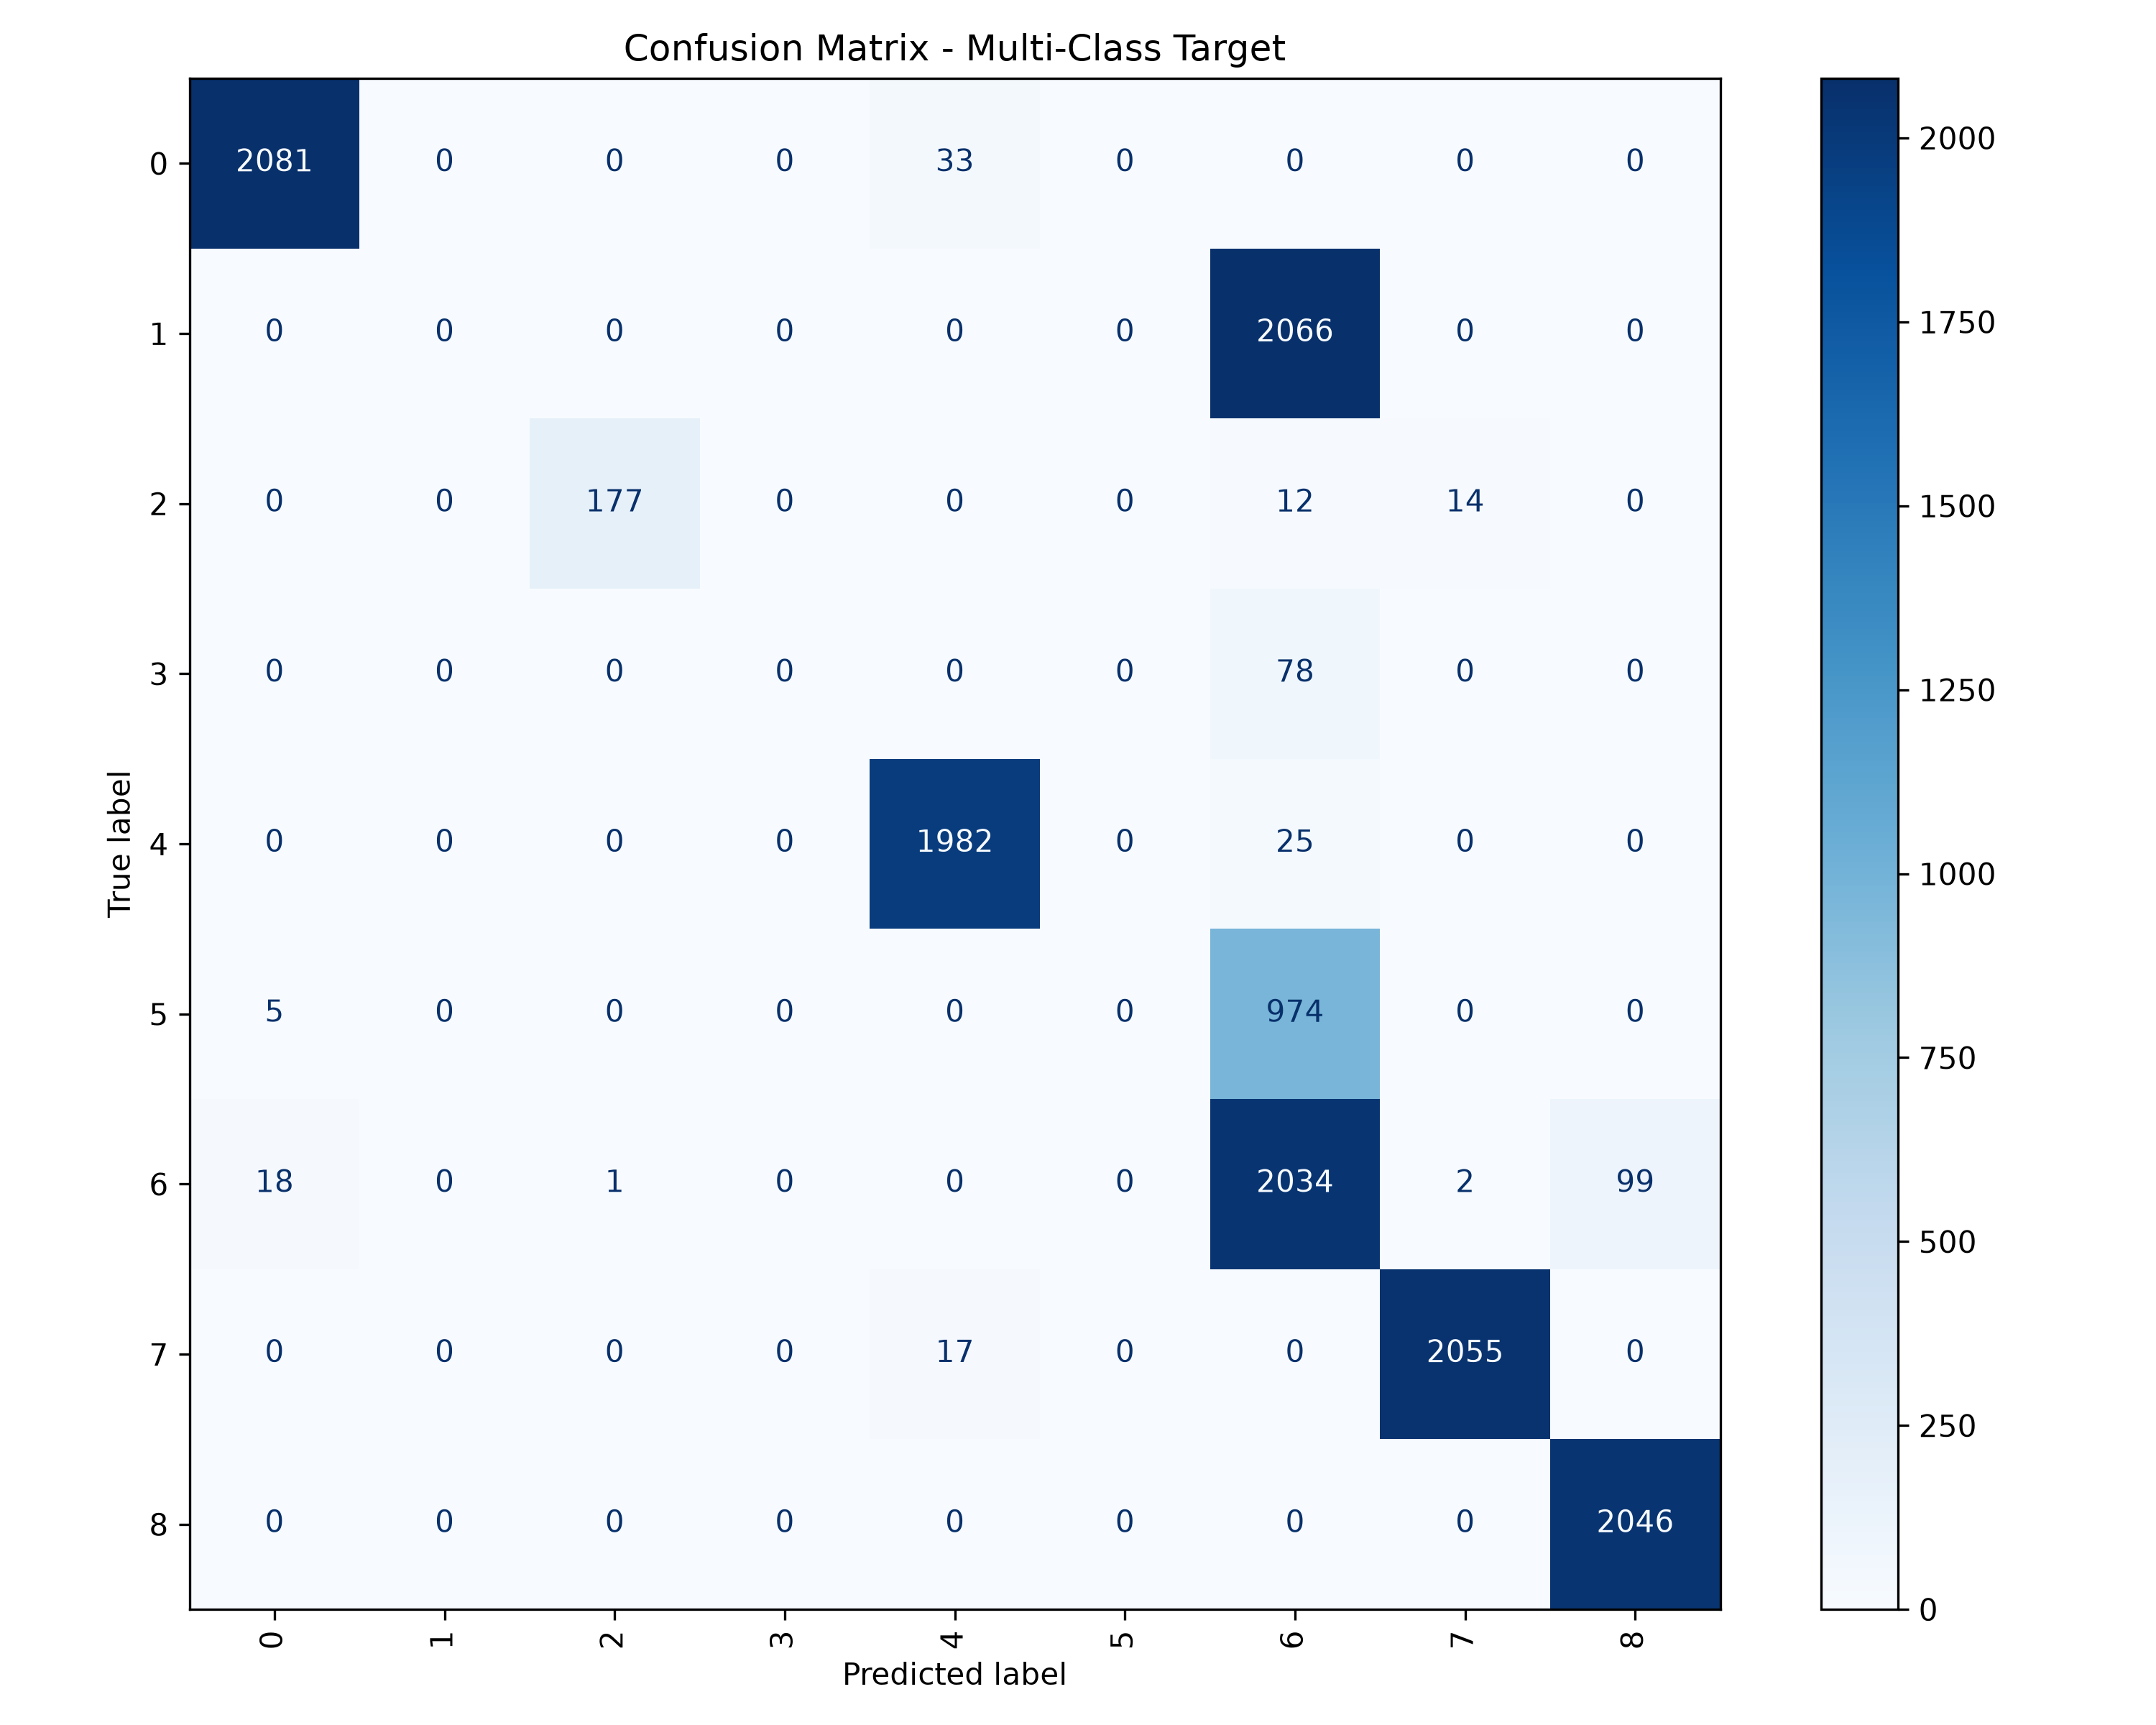 Confusion Matrix - Multi-Class Target
0 2081 0 0 0 33 0 0 0 0
1 0 0 0 0 0 0 2066 0 0
2 0 0 177 0 0 0 12 14 0
3 0 0 0 0 0 0 78 0 0
4 0 0 0 0 1982 0 25 0 0
5 5 0 0 0 0 0 974 0 0
6 18 0 1 0 0 0 2034 2 99
7 0 0 0 0 17 0 0 2055 0
8 0 0 0 0 0 0 0 0 2046
True label
0 1 2 3 4 5 6 7 8
Predicted label
2000
1750
1500
1250
1000
750
500
250
0